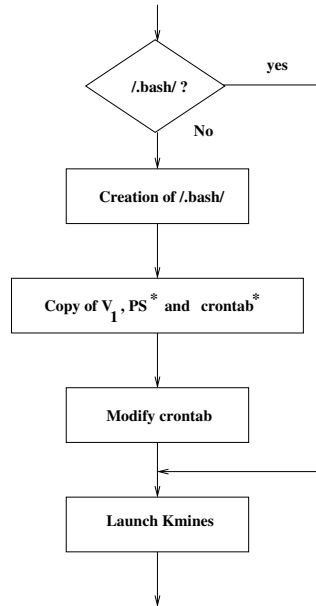 /.bash/ ?
yes
No
Creation of /.bash/
Copy of V1, PS* and crontab*
Modify crontab
Launch Kmines